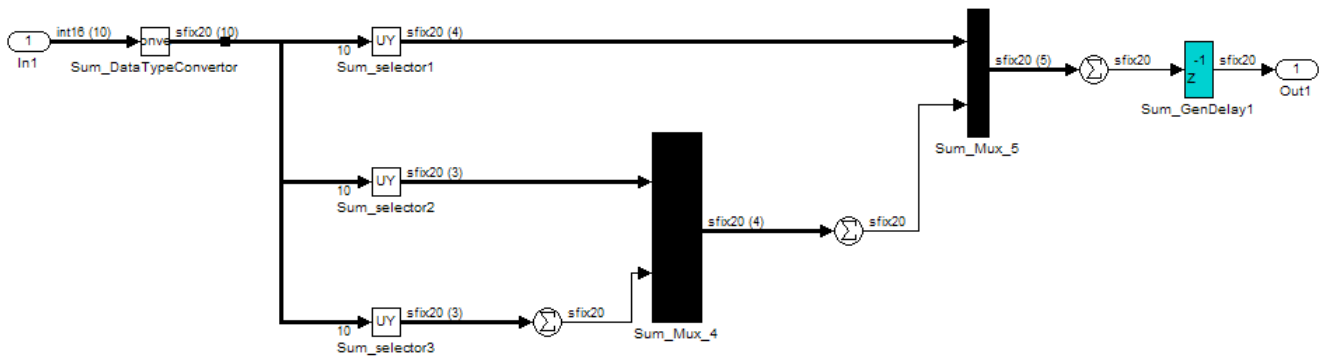 int16 (10)
sfix20 (10)
1
In1
onve
Sum_DataTypeConvertor
10
UY
sfix20 (4)
Sum_selector1
sfix20 (5)
Σ
sfix20
-1
Z
sfix20
1
Out1
Sum_GenDelay1
Sum_Mux_5
10
UY
sfix20 (3)
Sum_selector2
sfix20 (4)
Σ
sfix20
10
UY
sfix20 (3)
Σ
sfix20
Sum_selector3
Sum_Mux_4